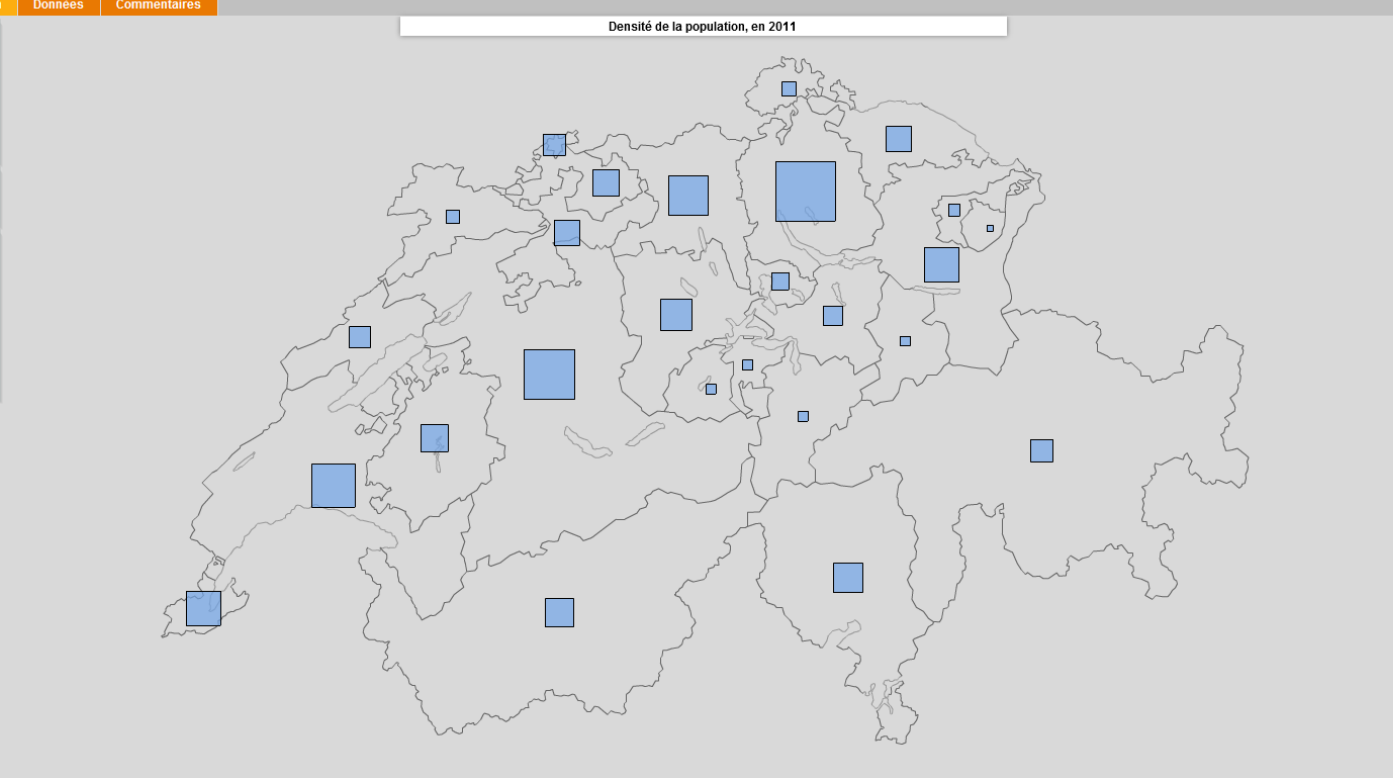 Données
Commentaires
Densité de la population, en 2011